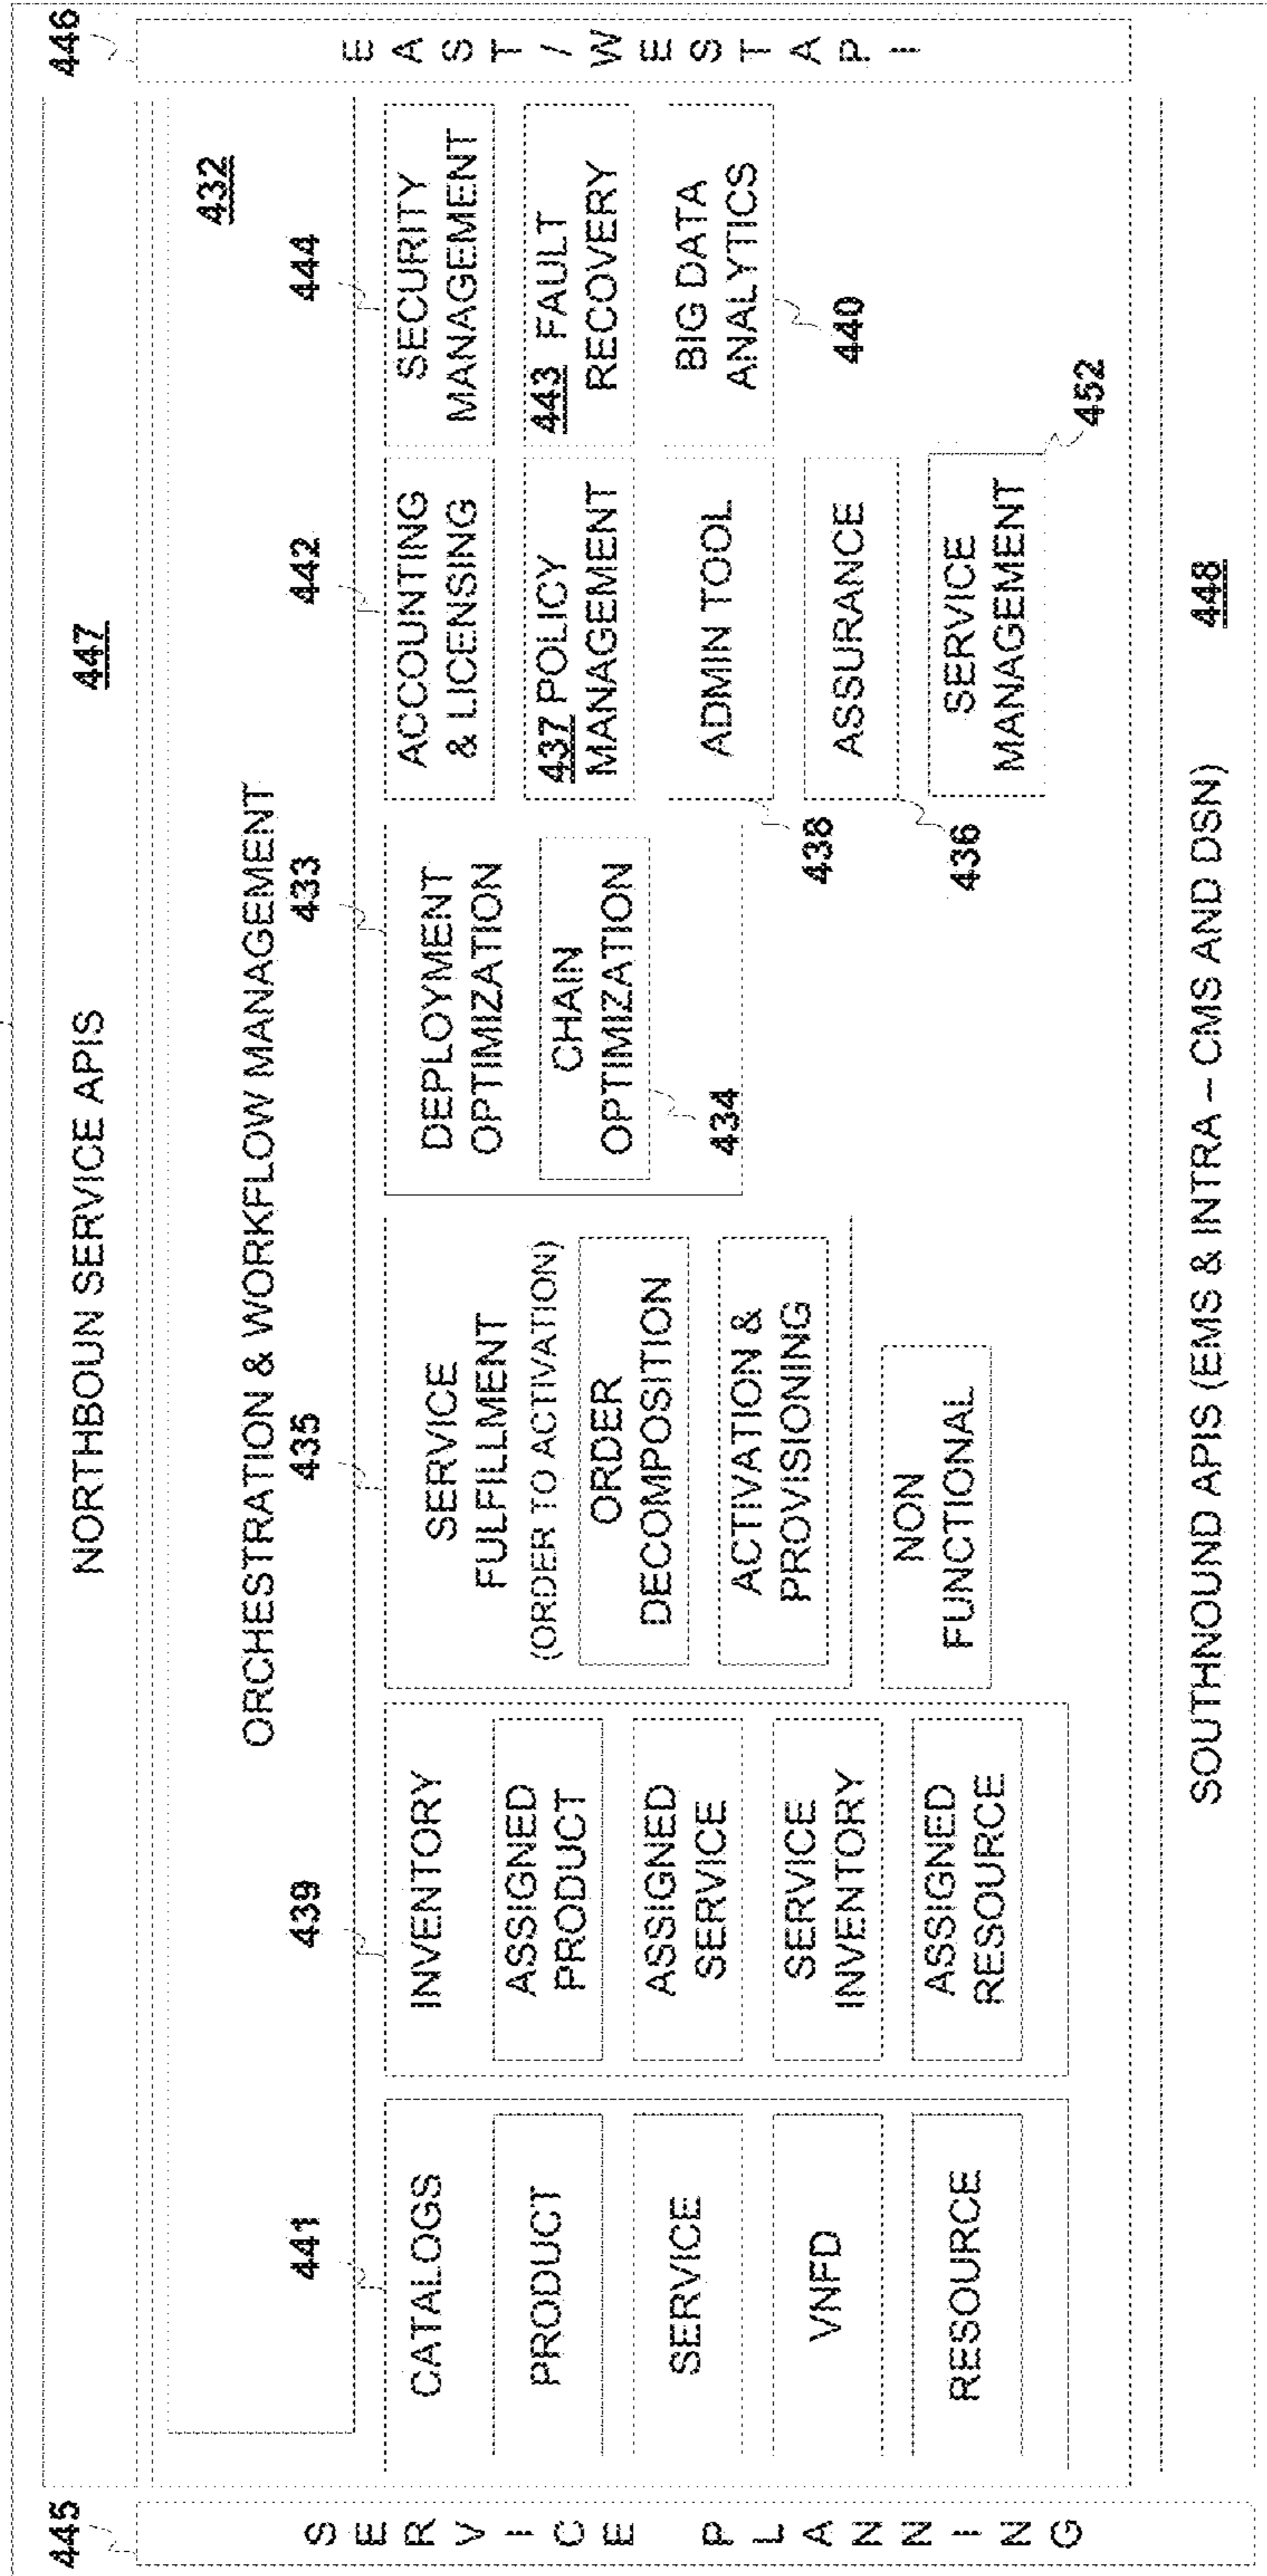 447
NORTHBOUN SERVICE APIS
445
SERVICE PLANNING
446
EAST/WEST API
432
ORCHESTRATION & WORKFLOW MANAGEMENT
441
CATALOGS
PRODUCT
SERVICE
VNFD
RESOURCE
439
INVENTORY
ASSIGNED
PRODUCT
ASSIGNED
SERVICE
SERVICE
INVENTORY
ASSIGNED
RESOURCE
435
SERVICE
FULFILLMENT
(ORDER TO ACTIVATION)
ORDER
DECOMPOSITION
ACTIVATION &
PROVISIONING
NON
FUNCTIONAL
433
DEPLOYMENT
OPTIMIZATION
CHAIN
OPTIMIZATION
434
442
ACCOUNTING
& LICENSING
437 POLICY
MANAGEMENT
ADMIN TOOL
438
ASSURANCE
436
SERVICE
MANAGEMENT
452
444
SECURITY
MANAGEMENT
443 FAULT
RECOVERY
BIG DATA
ANALYTICS
440
448
SOUTHNOUND APIS (EMS & INTRA – CMS AND DSN)